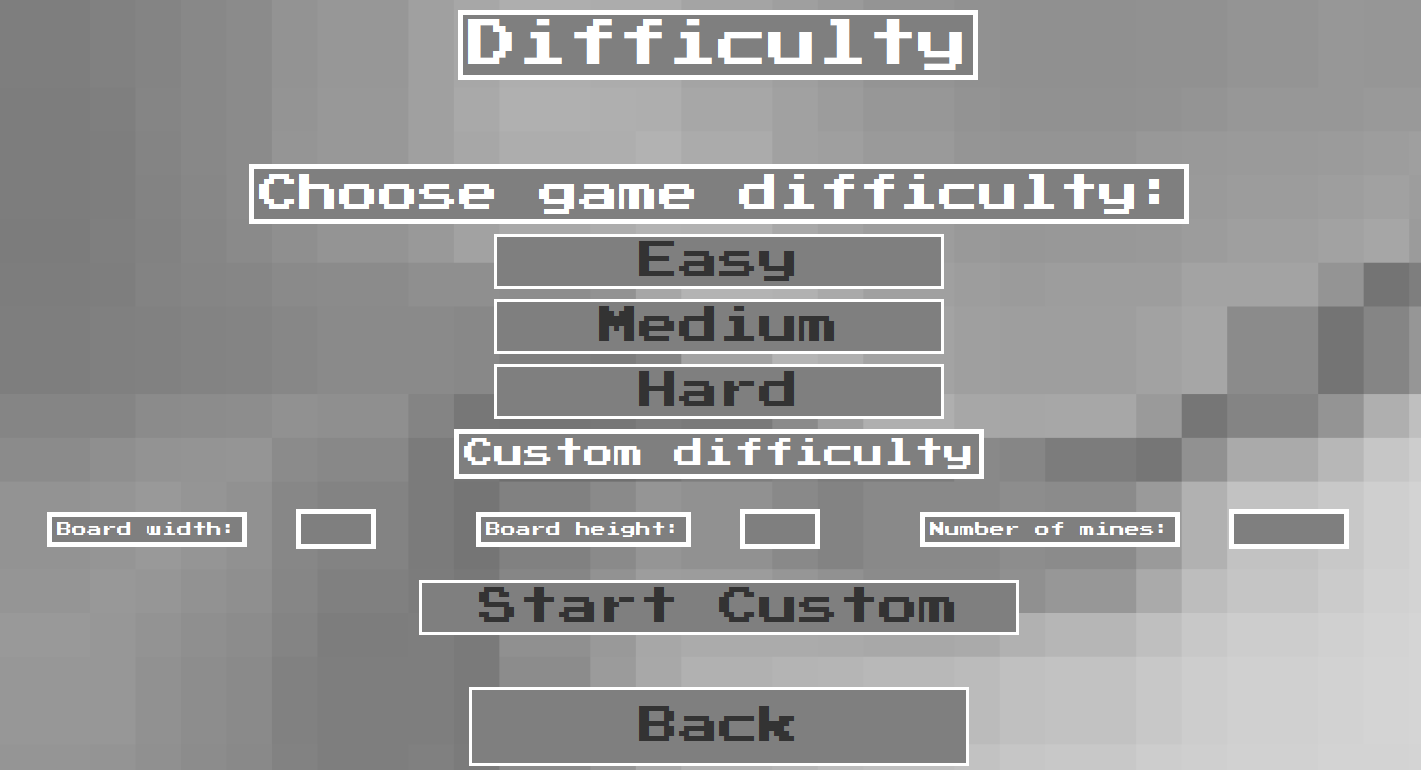 Difficulty
Choose game difficulty:
Easy
Medium
Hard
Custom difficulty
Board width: Board height: Number of mines:
Start Custom
Back